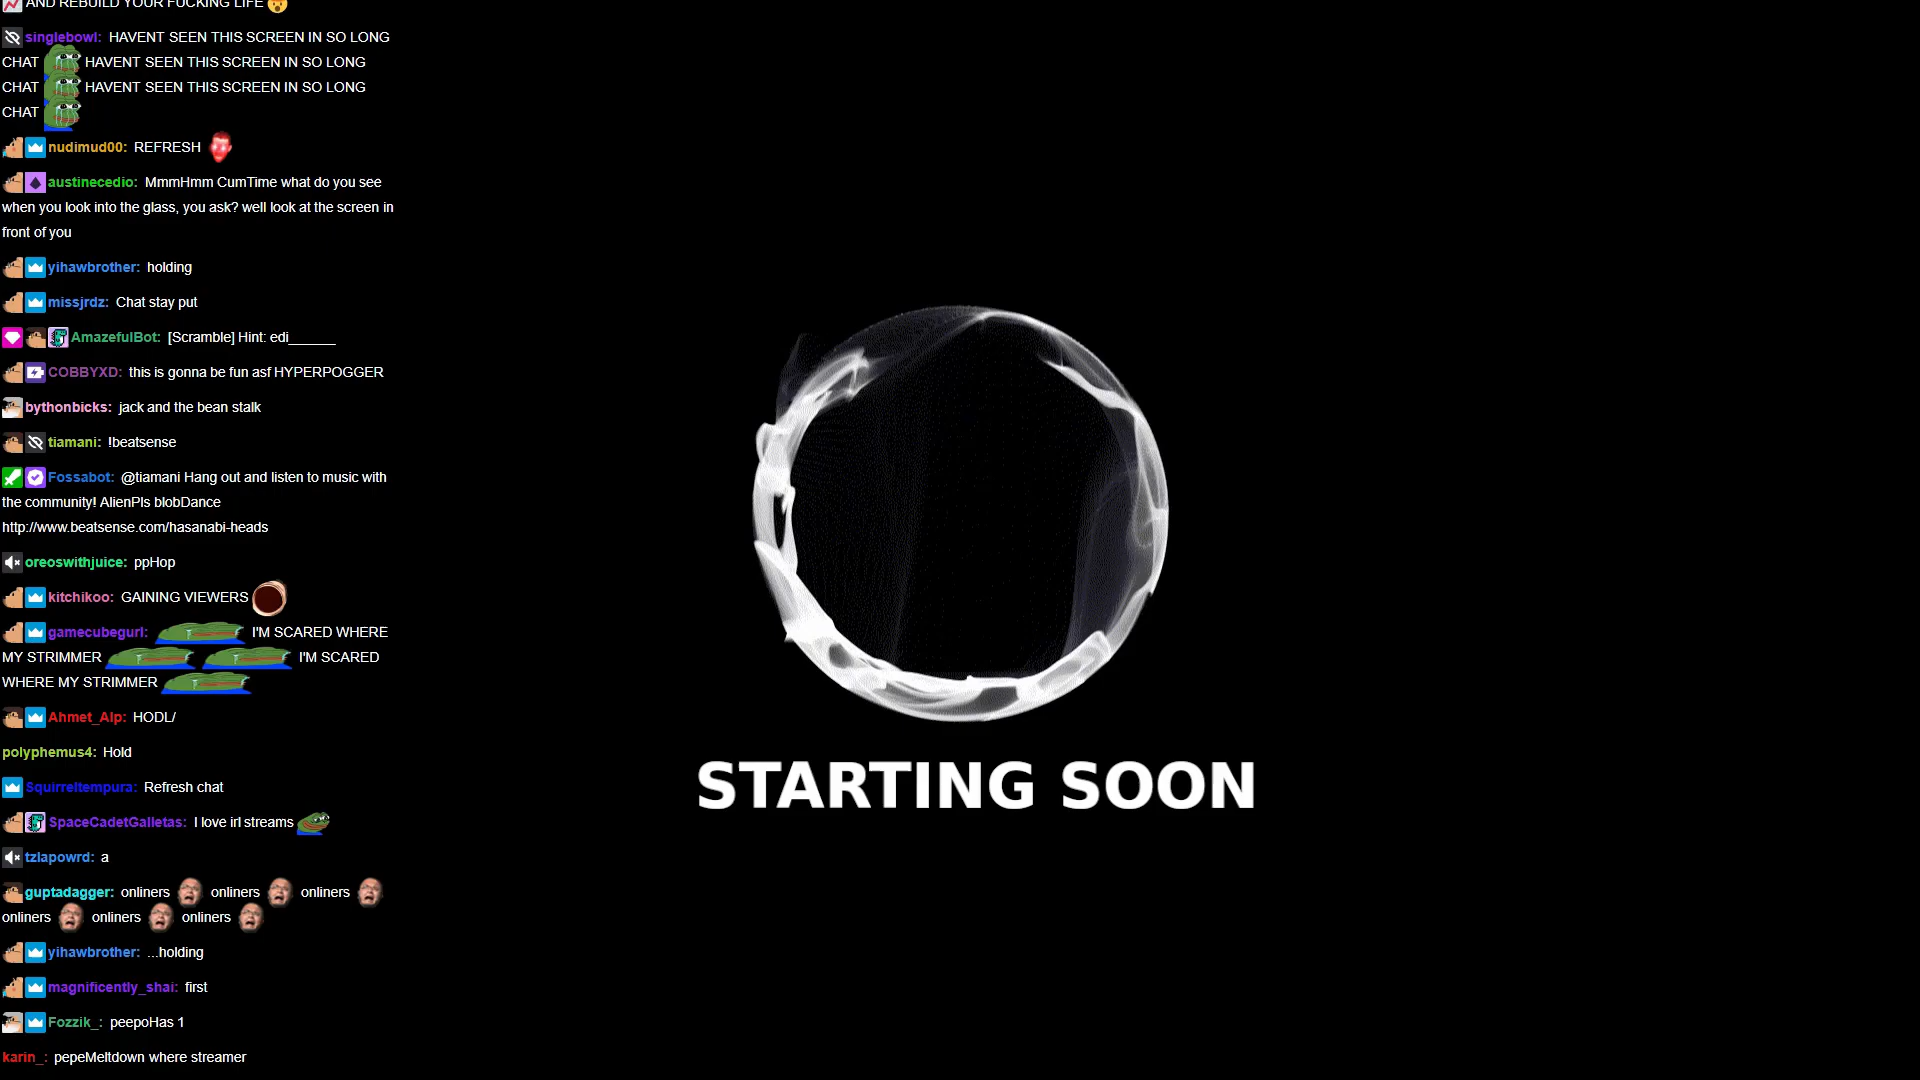 AND REBUILD YOUR FUCKING LIFE
singlebowl: HAVENT SEEN THIS SCREEN IN SO LONG
CHAT HAVENT SEEN THIS SCREEN IN SO LONG
CHAT HAVENT SEEN THIS SCREEN IN SO LONG
CHAT
nudimud00: REFRESH
austinecedio: MmmHmm CumTime what do you see
when you look into the glass, you ask? well look at the screen in
front of you
yihawbrother: holding
missjrdz: Chat stay put
AmazefulBot: [Scramble] Hint: edi______
COBBYXD: this is gonna be fun asf HYPERPOGGER
bythonbicks: jack and the bean stalk
tiamani: !beatsense
Fossabot: @tiamani Hang out and listen to music with
the community! AlienPls blobDance
http://www.beatsense.com/hasanabi-heads
oreoswithjuice: ppHop
kitchikoo: GAINING VIEWERS
gamecubegurl: I'M SCARED WHERE
MY STRIMMER I'M SCARED
WHERE MY STRIMMER
Ahmet_Alp: HODL/
polyphemus4: Hold
Squirreltempura: Refresh chat
SpaceCadetGalletas: I love irl streams
tzlapowrd: a
guptadagger: onliners onliners onliners
onliners onliners onliners
yihawbrother: ...holding
magnificently_shai: first
Fozzik_: peepoHas 1
karin_: pepeMeltdown where streamer
STARTING SOON